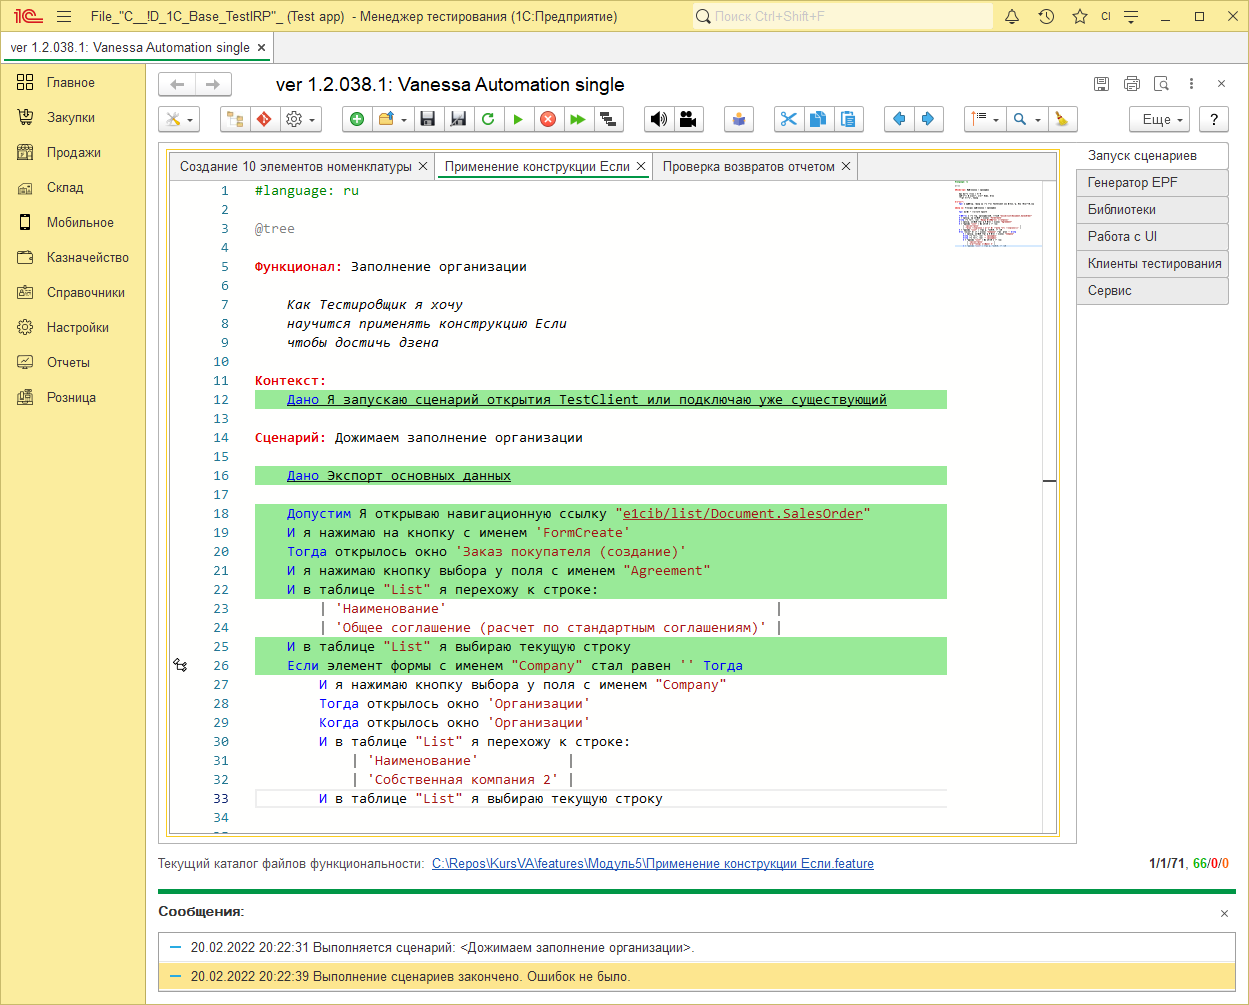 File_"C__!D_1C_Base_TestIRP"_ (Test app) - Менеджер тестирования (1С:Предприятие)
Поиск Ctrl+Shift+F
CI
ver 1.2.038.1: Vanessa Automation single
Главное
Закупки
Продажи
Склад
Мобильное
Казначейство
Справочники
Настройки
Отчеты
Розница
ver 1.2.038.1: Vanessa Automation single
Еще
?
Создание 10 элементов номенклатуры
Применение конструкции Если
Проверка возвратов отчетом
Запуск сценариев
Генератор EPF
Библиотеки
Работа с UI
Клиенты тестирования
Сервис
1 #language: ru
2
3 @tree
4
5 Функционал: Заполнение организации
6
7 Как Тестировщик я хочу
8 научится применять конструкцию Если
9 чтобы достичь дзена
10
11 Контекст:
12 Дано Я запускаю сценарий открытия TestClient или подключаю уже существующий
13
14 Сценарий: Дожимаем заполнение организации
15
16 Дано Экспорт основных данных
17
18 Допустим Я открываю навигационную ссылку "e1cib/list/Document.SalesOrder"
19 И я нажимаю на кнопку с именем 'FormCreate'
20 Тогда открылось окно 'Заказ покупателя (создание)'
21 И я нажимаю кнопку выбора у поля с именем "Agreement"
22 И в таблице "List" я перехожу к строке:
23 | 'Наименование' |
24 | 'Общее соглашение (расчет по стандартным соглашениям)' |
25 И в таблице "List" я выбираю текущую строку
26 Если элемент формы с именем "Company" стал равен '' Тогда
27 И я нажимаю кнопку выбора у поля с именем "Company"
28 Тогда открылось окно 'Организации'
29 Когда открылось окно 'Организации'
30 И в таблице "List" я перехожу к строке:
31 | 'Наименование' |
32 | 'Собственная компания 2' |
33 И в таблице "List" я выбираю текущую строку
34
Текущий каталог файлов функциональности: C:\Repos\KursVA\features\Модуль5\Применение конструкции Если.feature
1/1/71, 66/0/0
Сообщения:
20.02.2022 20:22:31 Выполняется сценарий: <Дожимаем заполнение организации>.
20.02.2022 20:22:39 Выполнение сценариев закончено. Ошибок не было.